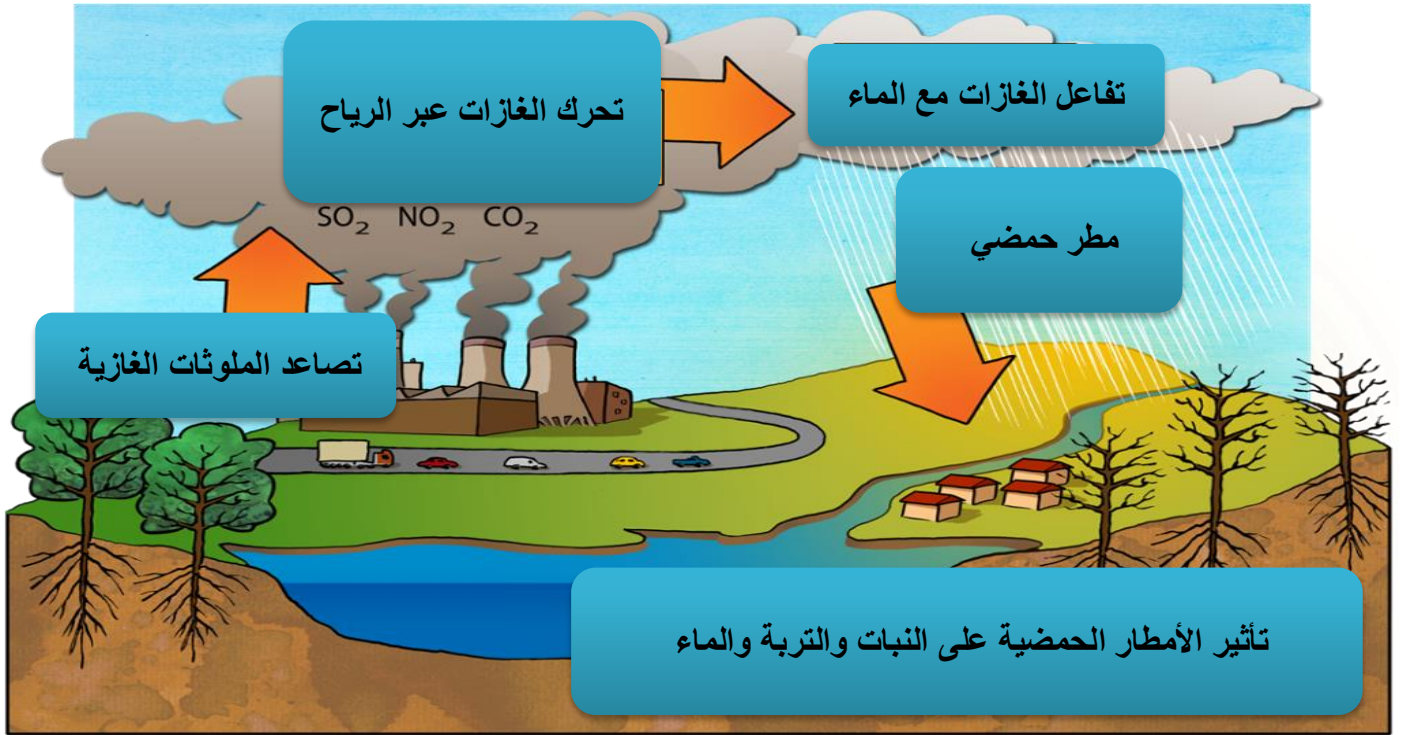 تحرك الغازات عبر الرياح
تفاعل الغازات مع الماء
SO₂ NO₂ CO₂
مطر حمضي
تصاعد الملوثات الغازية
تأثير الأمطار الحمضية على النبات والتربة والماء